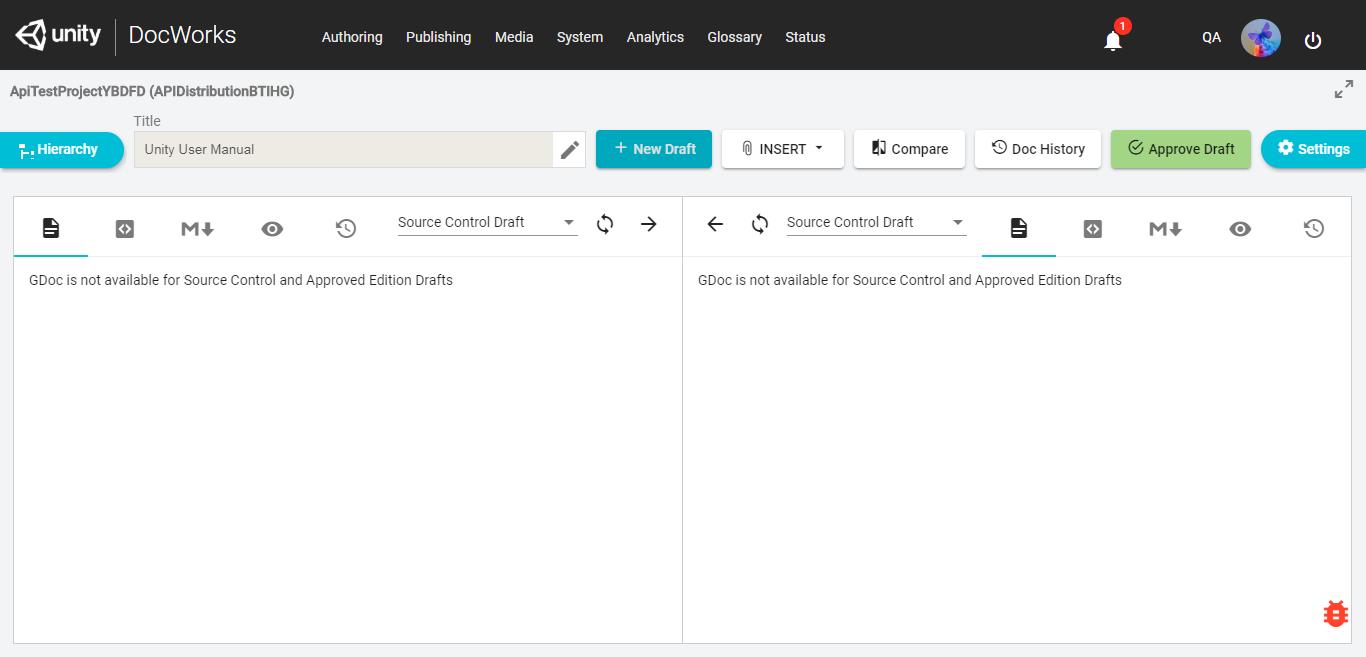 unity DocWorks Authoring Publishing Media System Analytics Glossary Status 1 QA
ApiTestProjectYBDFD (APIDistributionBTIHG)
Title
Hierarchy Unity User Manual + New Draft INSERT Compare Doc History Approve Draft Settings
M Source Control Draft Source Control Draft M
GDoc is not available for Source Control and Approved Edition Drafts GDoc is not available for Source Control and Approved Edition Drafts